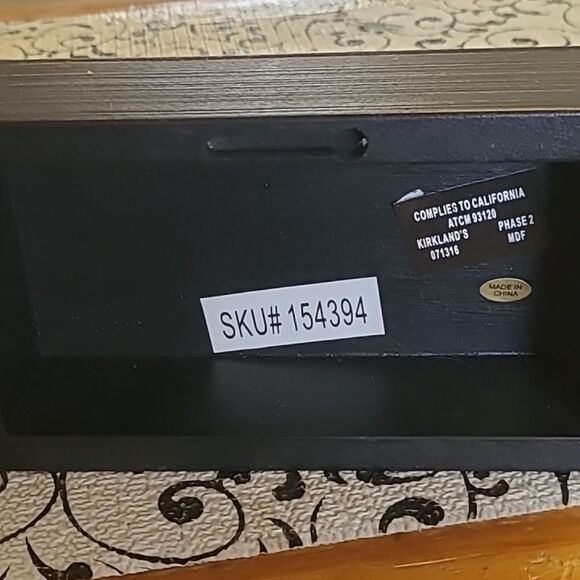 COMPLIES TO CALIFORNIA
ATCM 93120
KIRKLAND'S PHASE 2
071316 MDF
MADE IN
CHINA
SKU# 154394